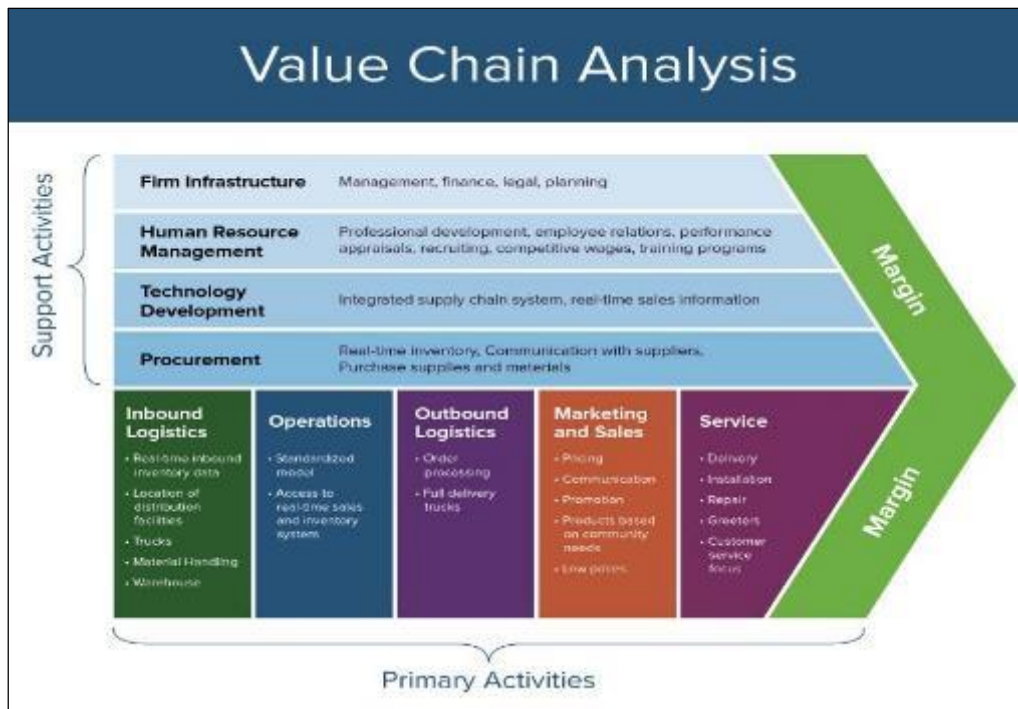 Value Chain Analysis
Support Activities
Firm Infrastructure
Management, finance, legal, planning
Human Resource
Management
Professional development, employee relations, performance
appraisals, recruiting, competitive wages, training programs
Technology
Development
Integrated supply chain system, real-time sales information
Procurement
Real-time inventory, Communication with suppliers,
Purchase supplies and materials
Margin
Inbound
Logistics
• Real-time inbound
inventory data
• Location of
distribution
facilities
• Trucks
• Material Handling
• Warehouse
Operations
• Standardized
model
• Access to
real-time sales
and inventory
system
Outbound
Logistics
• Order
processing
• Full delivery
trucks
Marketing
and Sales
• Pricing
• Communication
• Promotion
• Products based
on community
needs
• Low
Service
• Delivery
• Installation
• Repair
• Greeters
• Customer
service
focus
Margin
Primary Activities